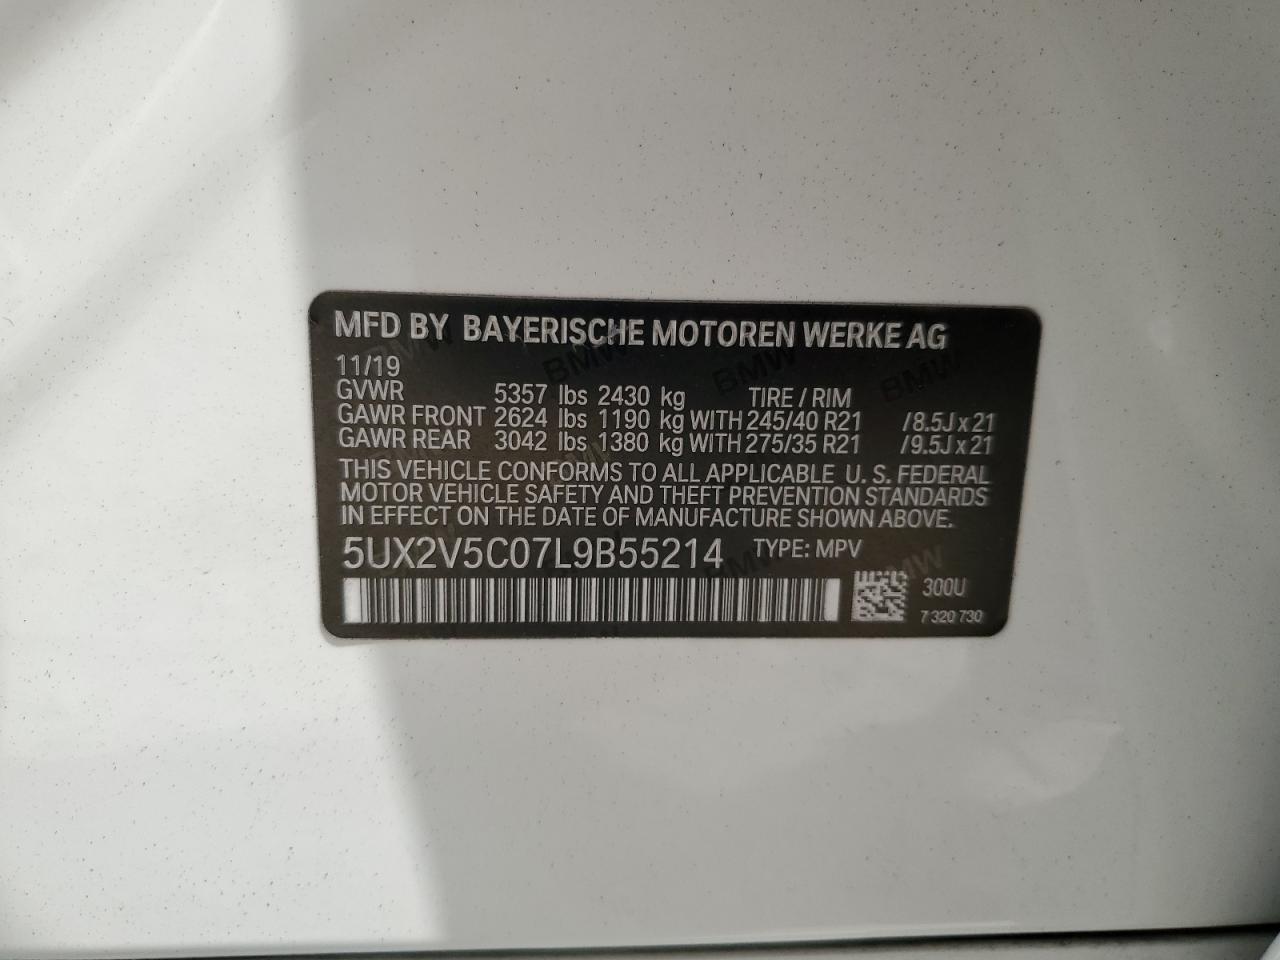 MFD BY BAYERISCHE MOTOREN WERKE AG
11/19
GVWR 5357 lbs 2430 kg TIRE / RIM
GAWR FRONT 2624 lbs 1190 kg WITH 245/40 R21 /8.5J x 21
GAWR REAR 3042 lbs 1380 kg WITH 275/35 R21 /9.5J x 21
THIS VEHICLE CONFORMS TO ALL APPLICABLE U. S. FEDERAL
MOTOR VEHICLE SAFETY AND THEFT PREVENTION STANDARDS
IN EFFECT ON THE DATE OF MANUFACTURE SHOWN ABOVE.
5UX2V5C07L9B55214 TYPE: MPV
300U
7 320 730